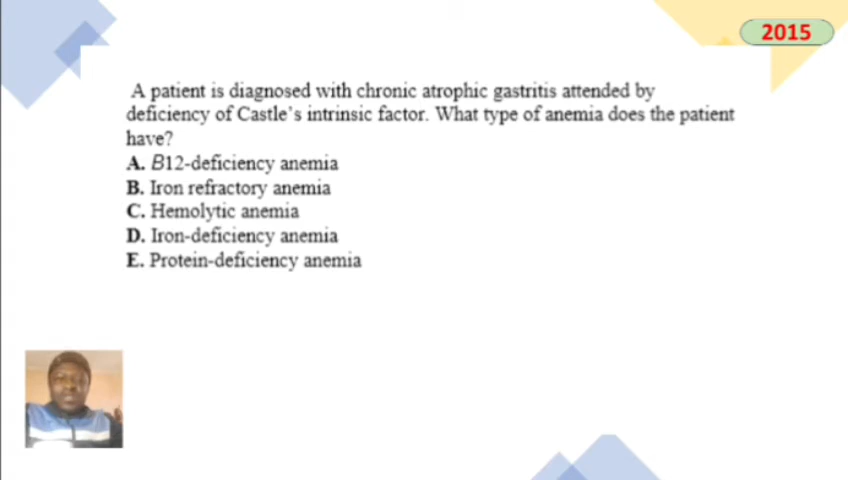 2015
A patient is diagnosed with chronic atrophic gastritis attended by
deficiency of Castle's intrinsic factor. What type of anemia does the patient
have?
A. B12-deficiency anemia
B. Iron refractory anemia
C. Hemolytic anemia
D. Iron-deficiency anemia
E. Protein-deficiency anemia